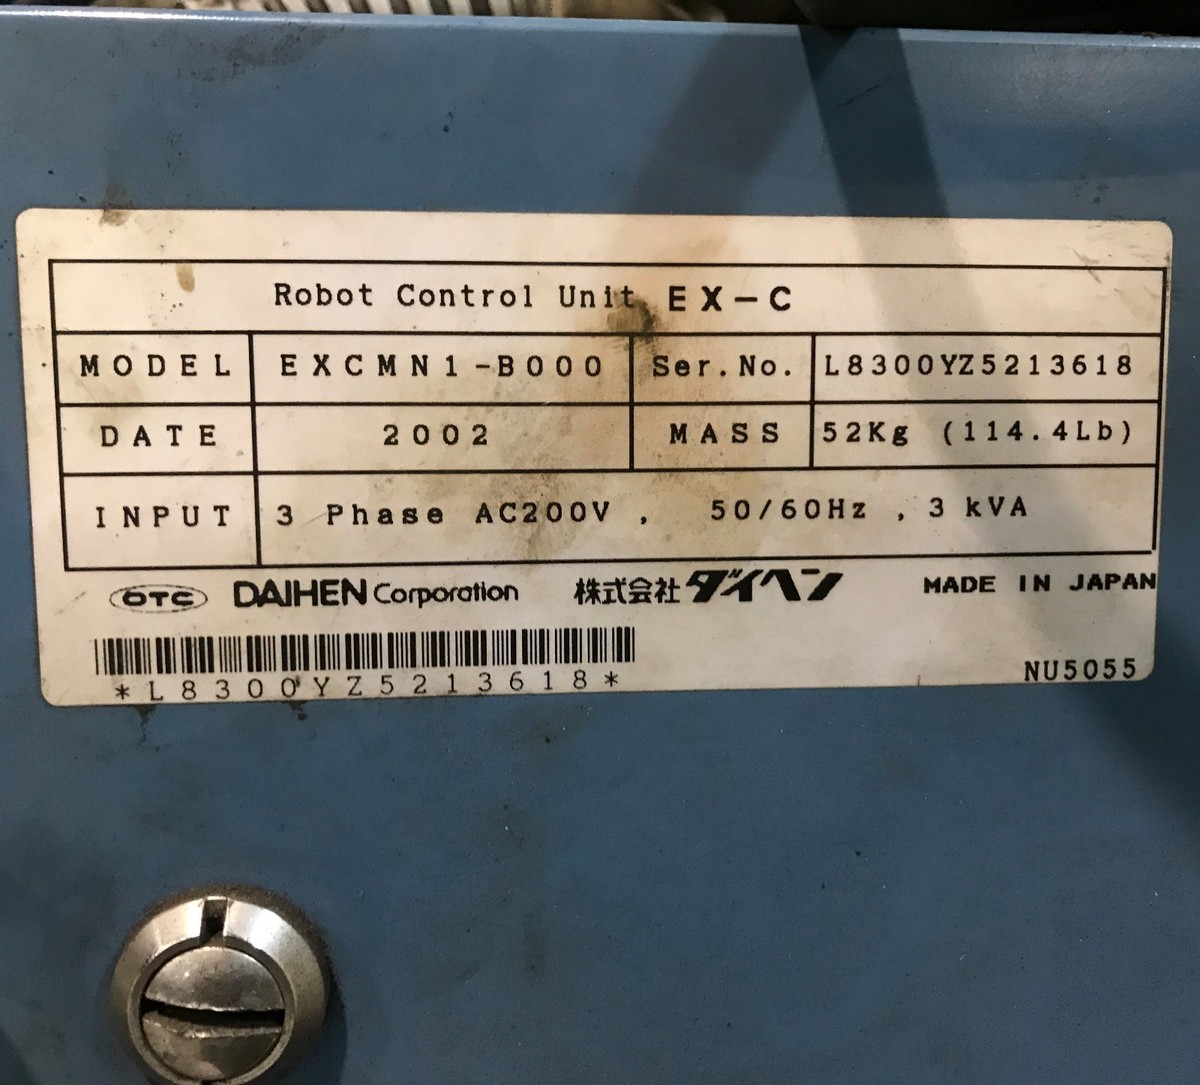 Robot Control Unit EX-C
MODEL EXCMN1-B000 Ser.No. L8300YZ5213618
DATE 2002 MASS 52Kg (114.4Lb)
INPUT 3 Phase AC200V, 50/60Hz, 3 kVA
OTC DAIHEN Corporation 株式会社ダイヘン MADE IN JAPAN
*L8300YZ5213618*
NU5055